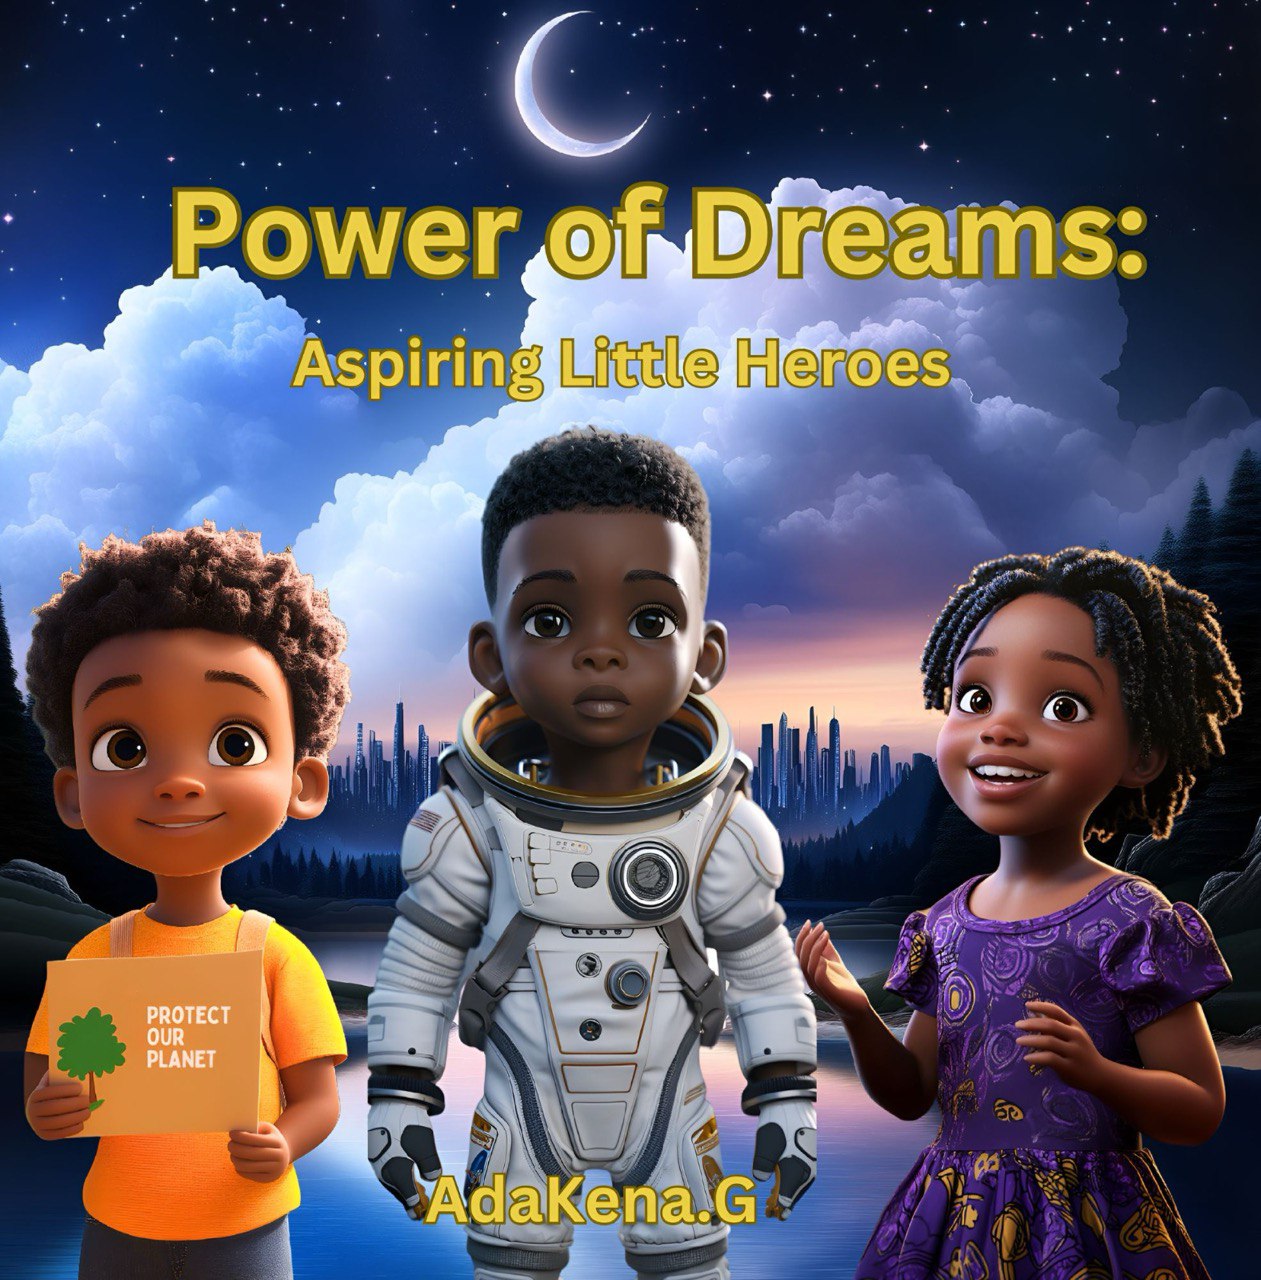 Power of Dreams:
Aspiring Little Heroes
PROTECT
OUR
PLANET
AdaKena.G